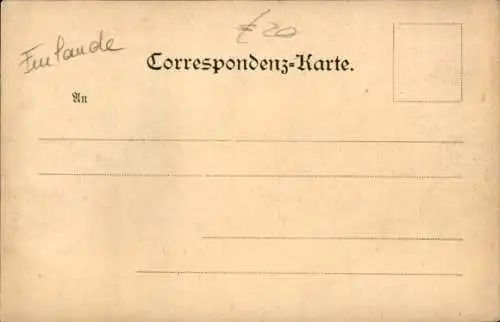 €20
Finlande
Correspondenz-Karte.
An